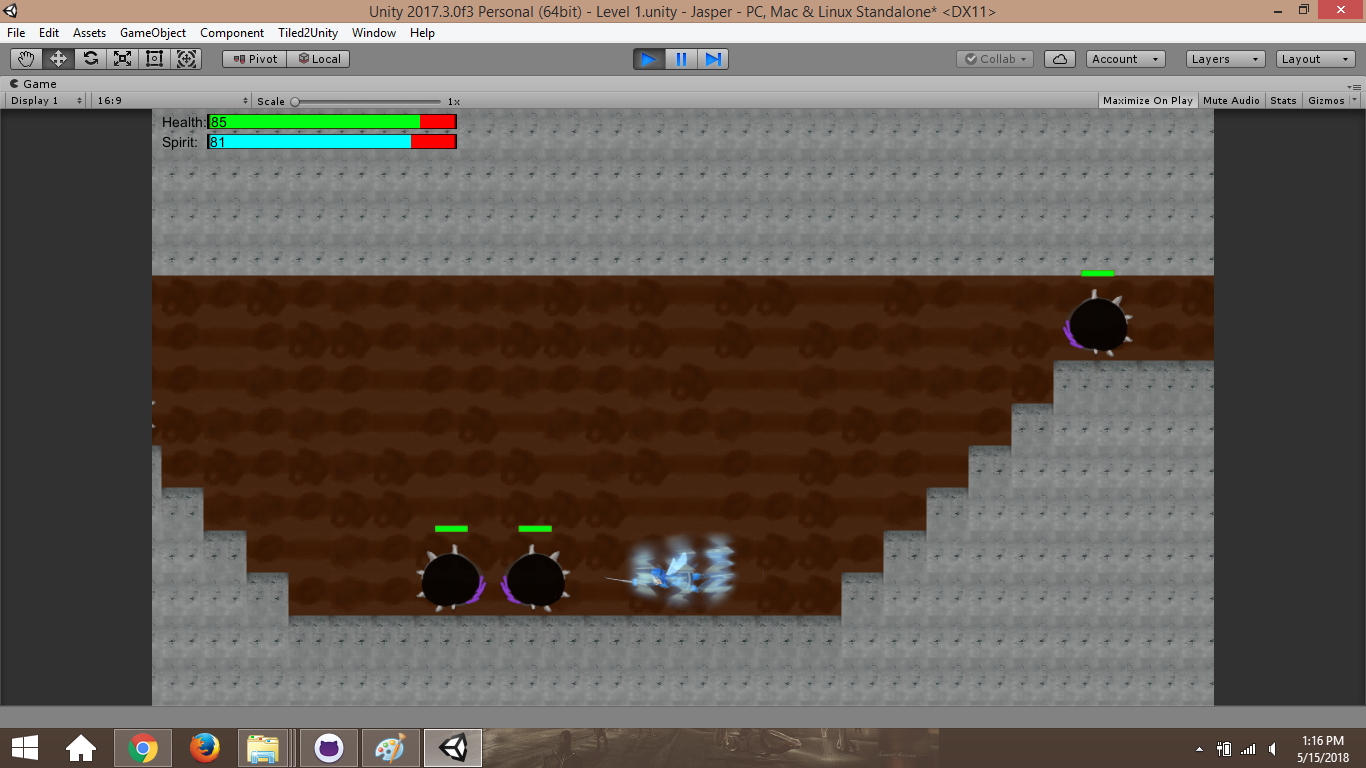 Unity 2017.3.0f3 Personal (64bit) - Level 1.unity - Jasper - PC, Mac & Linux Standalone* <DX11>
File Edit Assets GameObject Component Tiled2Unity Window Help
Pivot Local Collab Account Layers Layout
Game
Display 1 16:9 Scale 1x Maximize On Play Mute Audio Stats Gizmos
Health: 85
Spirit: 81
1:16 PM
5/15/2018